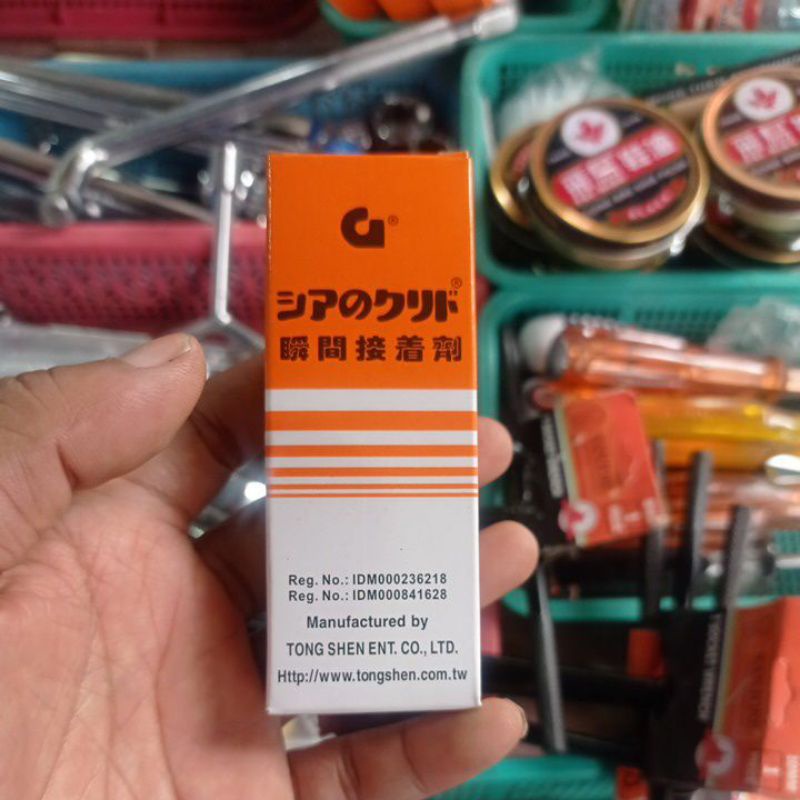 G®
シアのクリド®
瞬間接着劑
Reg. No.: IDM000236218
Reg. No.: IDM000841628
Manufactured by
TONG SHEN ENT. CO., LTD.
Http://www.tongshen.com.tw